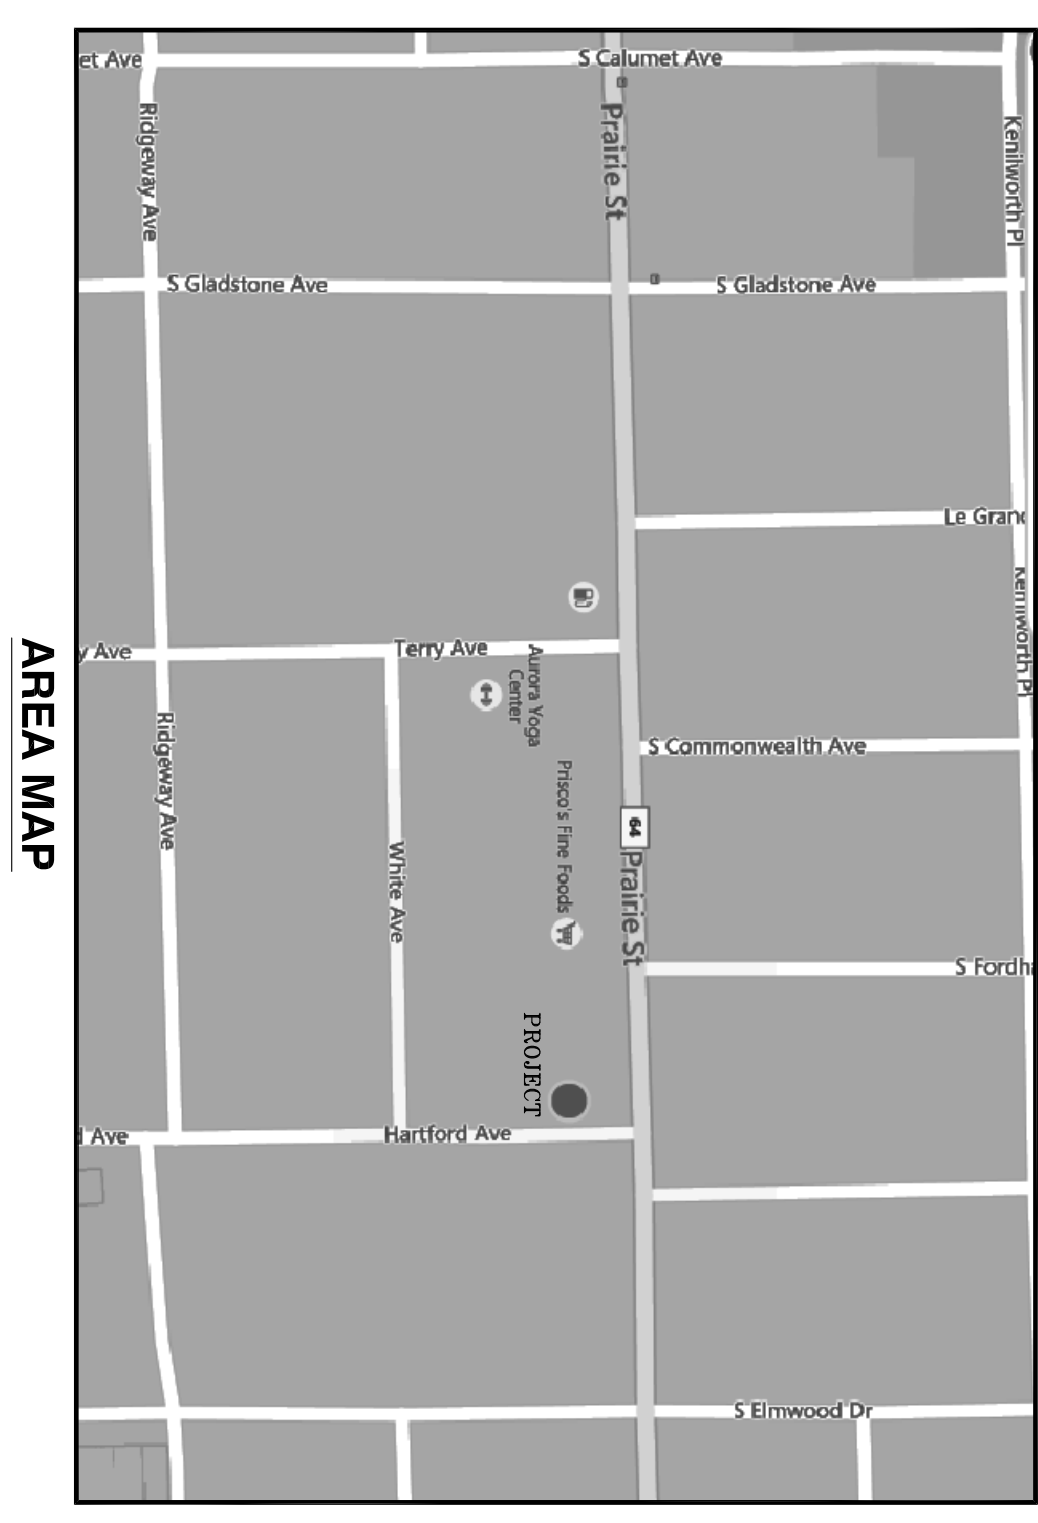 et Ave
S Calumet Ave
Ridgeway Ave
Prairie St
Kenilworth Pl
S Gladstone Ave
S Gladstone Ave
Le Grand
Kenilworth Pl
y Ave
Terry Ave
Aurora Yoga
Center
S Commonwealth Ave
Ridgeway Ave
Prisco's Fine Foods
64
Prairie St
White Ave
S Fordha
PROJECT
d Ave
Hartford Ave
S Elmwood Dr
AREA MAP